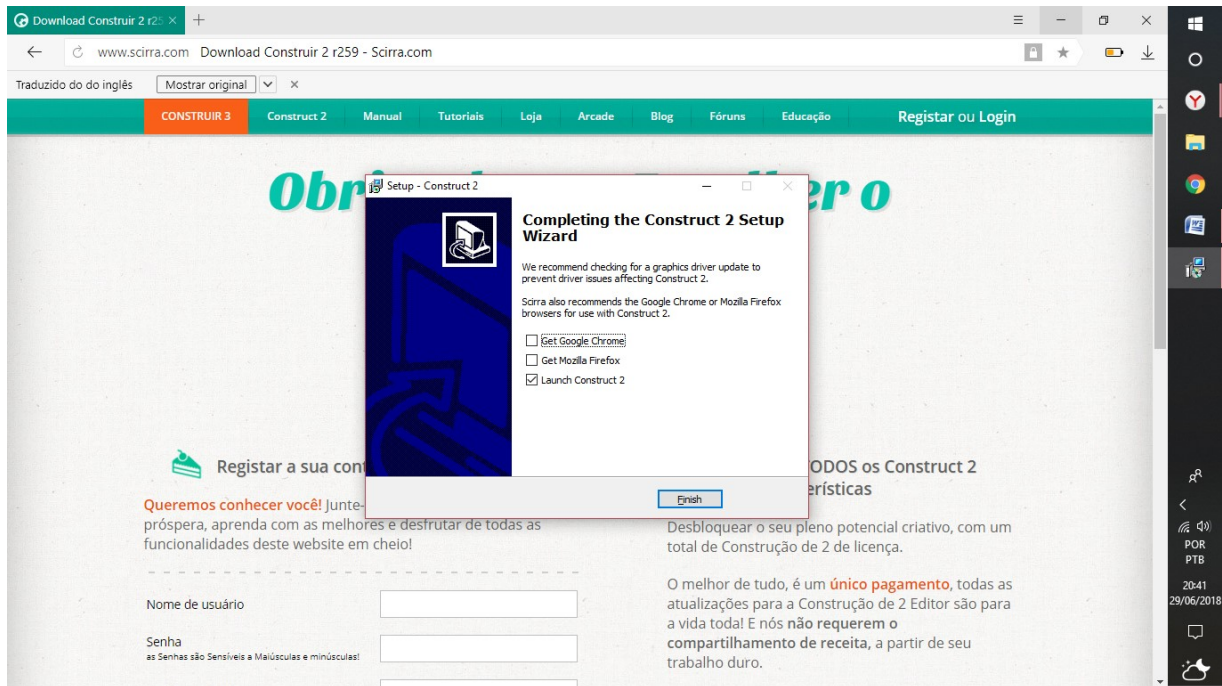 Download Construir 2 r25
www.scirra.com Download Construir 2 r259 - Scirra.com
Traduzido do do inglês Mostrar original
CONSTRUIR 3 Construct 2 Manual Tutoriais Loja Arcade Blog Fóruns Educação Registar ou Login
Obr
er o
Setup - Construct 2
Completing the Construct 2 Setup
Wizard
We recommend checking for a graphics driver update to
prevent driver issues affecting Construct 2.
Scirra also recommends the Google Chrome or Mozilla Firefox
browsers for use with Construct 2.
Get Google Chrome
Get Mozilla Firefox
Launch Construct 2
Finish
Registar a sua con
Queremos conhecer você! Junte-
próspera, aprenda com as melhores e desfrutar de todas as
funcionalidades deste website em cheio!
Nome de usuário
Senha
as Senhas são Sensíveis a Maiúsculas e minúsculas!
ODOS os Construct 2
erísticas
Desbloquear o seu pleno potencial criativo, com um
total de Construção de 2 de licença.
O melhor de tudo, é um único pagamento, todas as
atualizações para a Construção de 2 Editor são para
a vida toda! E nós não requerem o
compartilhamento de receita, a partir de seu
trabalho duro.
POR
PTB
20:41
29/06/2018